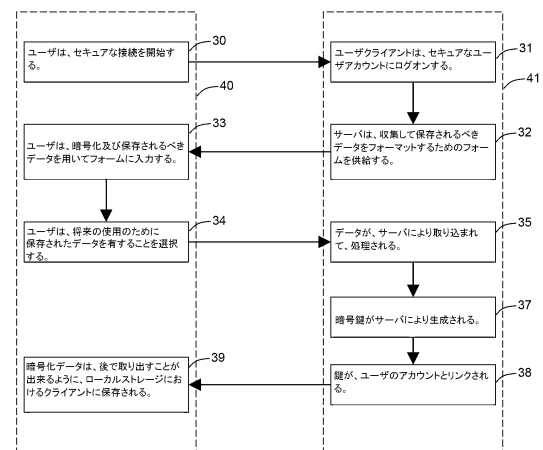 ユーザは、セキュアな接続を開始す
る。
30
ユーザクライアントは、セキュアなユー
ザアカウントにログオンする。
31
40
41
33
ユーザは、暗号化及び保存されるべき
データを用いてフォームに入力する。
サーバは、収集して保存されるべき
データをフォーマットするためのフォー
ムを供給する。
32
ユーザは、将来の使用のために
保存されたデータを有することを選択
する。
34
データが、サーバにより取り込まれ
て、処理される。
35
暗号鍵がサーバにより生成される。
37
暗号化データは、後で取り出すことが
出来るように、ローカルストレージにお
けるクライアントに保存される。
39
鍵が、ユーザのアカウントとリンクされ
る。
38